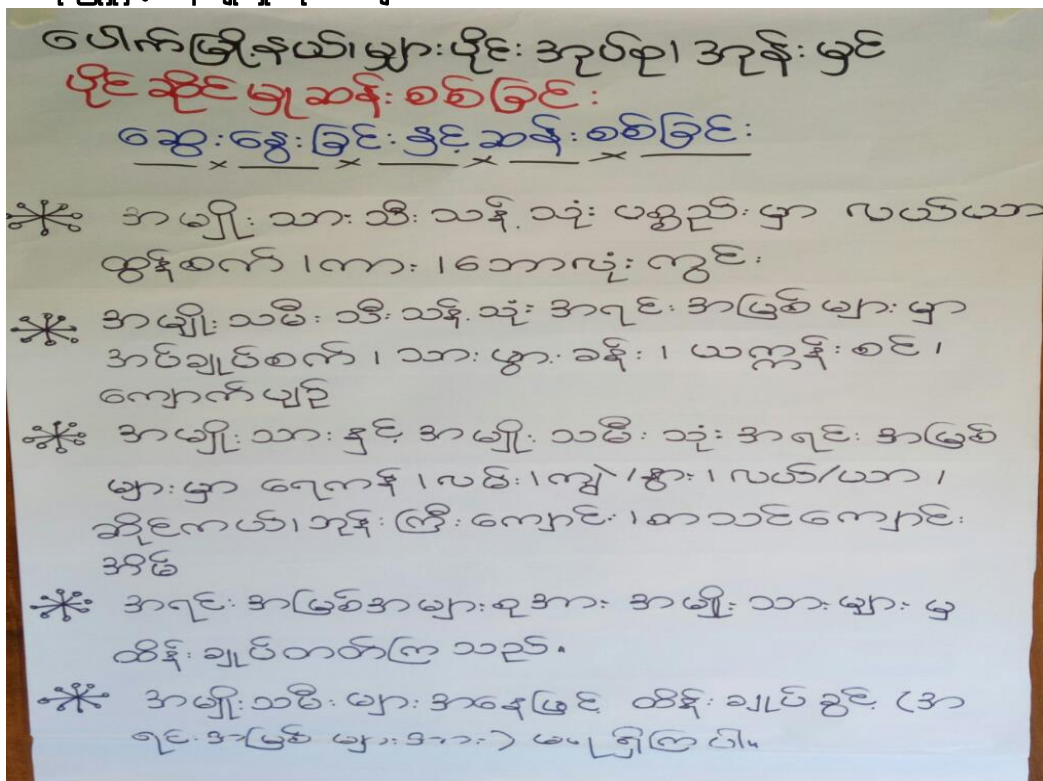 ပေါက်မြို့နယ်၊ မျှားပိုင်းအုပ်စု၊ အုန်းမှင်
ပိုင်ဆိုင်မှုဆန်းစစ်ခြင်း
ဆွေးနွေးခြင်းနှင့်ဆန်းစစ်ခြင်း
အမျိုးသားသီးသန့်သုံးပစ္စည်းမှာ လယ်ယာ
ထွန်စက်၊ ကား၊ ဘောလုံးကွင်း
အမျိုးသမီးသီးသန့်သုံးအရင်းအမြစ်များမှာ
အပ်ချုပ်စက်၊ သားဖွားခန်း၊ ယက္ကန်းစင်၊
ကျောက်ပျဉ်
အမျိုးသားနှင့်အမျိုးသမီးသုံးအရင်းအမြစ်
များမှာ ရေကန်၊ လမ်း၊ ကျွဲ/နွား၊ လယ်/ယာ၊
ဆိုင်ကယ်၊ ဘုန်းကြီးကျောင်း၊ စာသင်ကျောင်း
အိမ်
အရင်းအမြစ်အများစုအား အမျိုးသားများမှ
ထိန်းချုပ်တတ်ကြသည်။
အမျိုးသမီးများအနေဖြင့် ထိန်းချုပ်ခွင့် (အ
ရင်းအမြစ်များအား) မရရှိကြပါ။